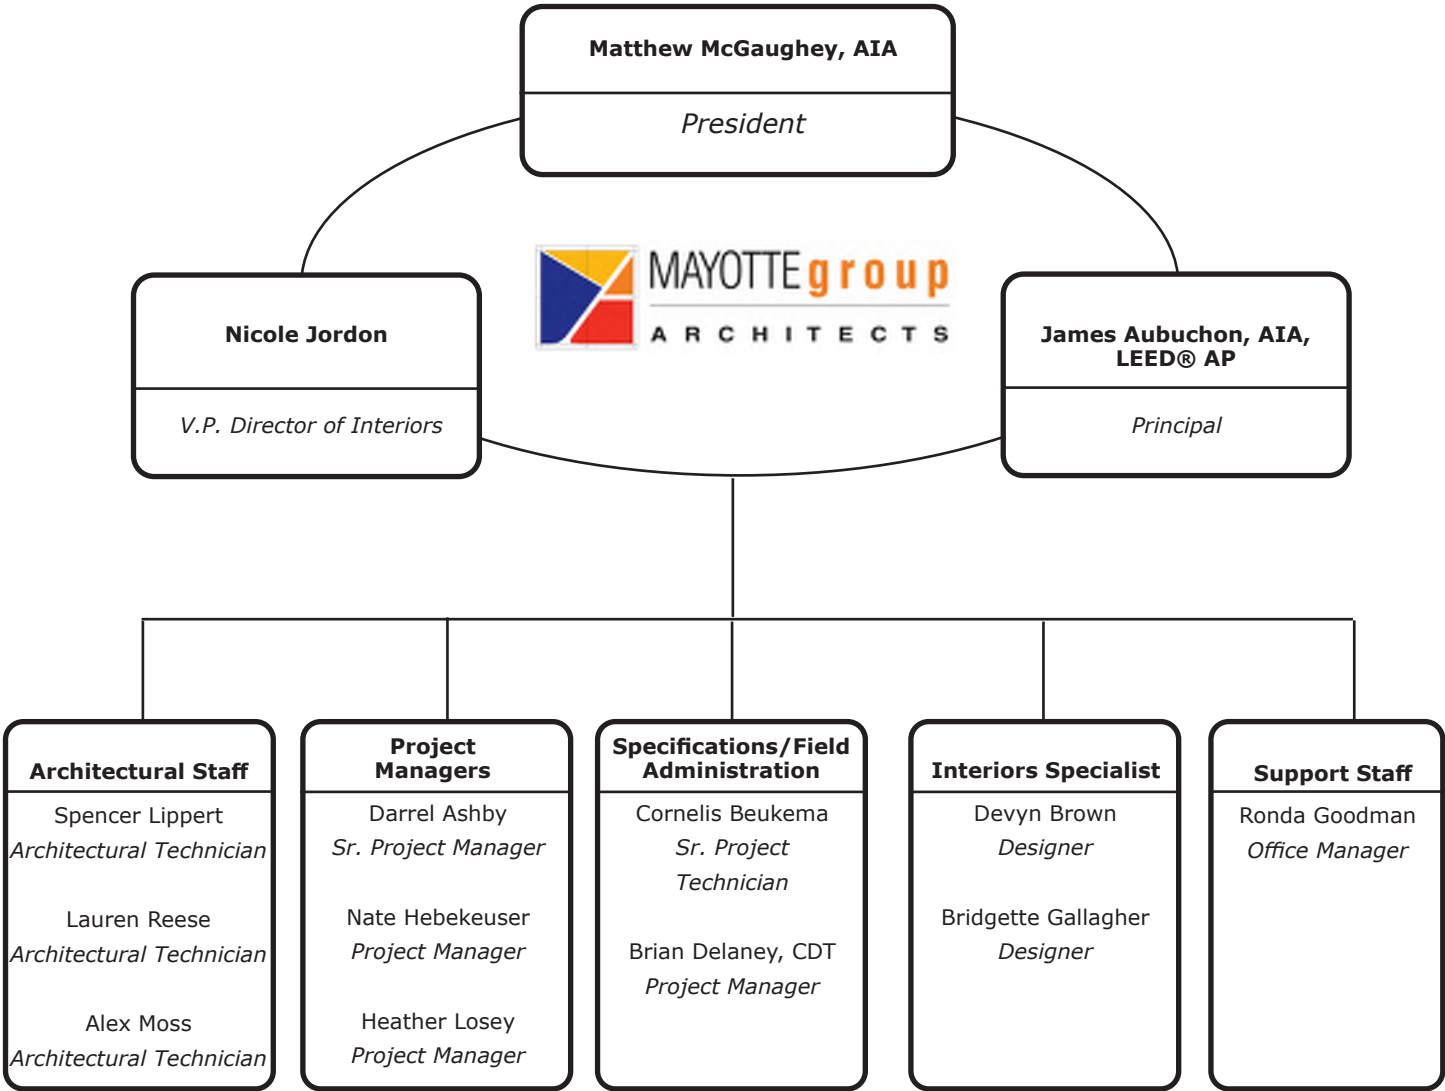 Matthew McGaughey, AIA
President
MAYOTTE group
ARCHITECTS
Nicole Jordon
V.P. Director of Interiors
James Aubuchon, AIA,
LEED® AP
Principal
Architectural Staff
Spencer Lippert
Architectural Technician
Lauren Reese
Architectural Technician
Alex Moss
Architectural Technician
Project
Managers
Darrel Ashby
Sr. Project Manager
Nate Hebekeuser
Project Manager
Heather Losey
Project Manager
Specifications/Field
Administration
Cornelis Beukema
Sr. Project
Technician
Brian Delaney, CDT
Project Manager
Interiors Specialist
Devyn Brown
Designer
Bridgette Gallagher
Designer
Support Staff
Ronda Goodman
Office Manager